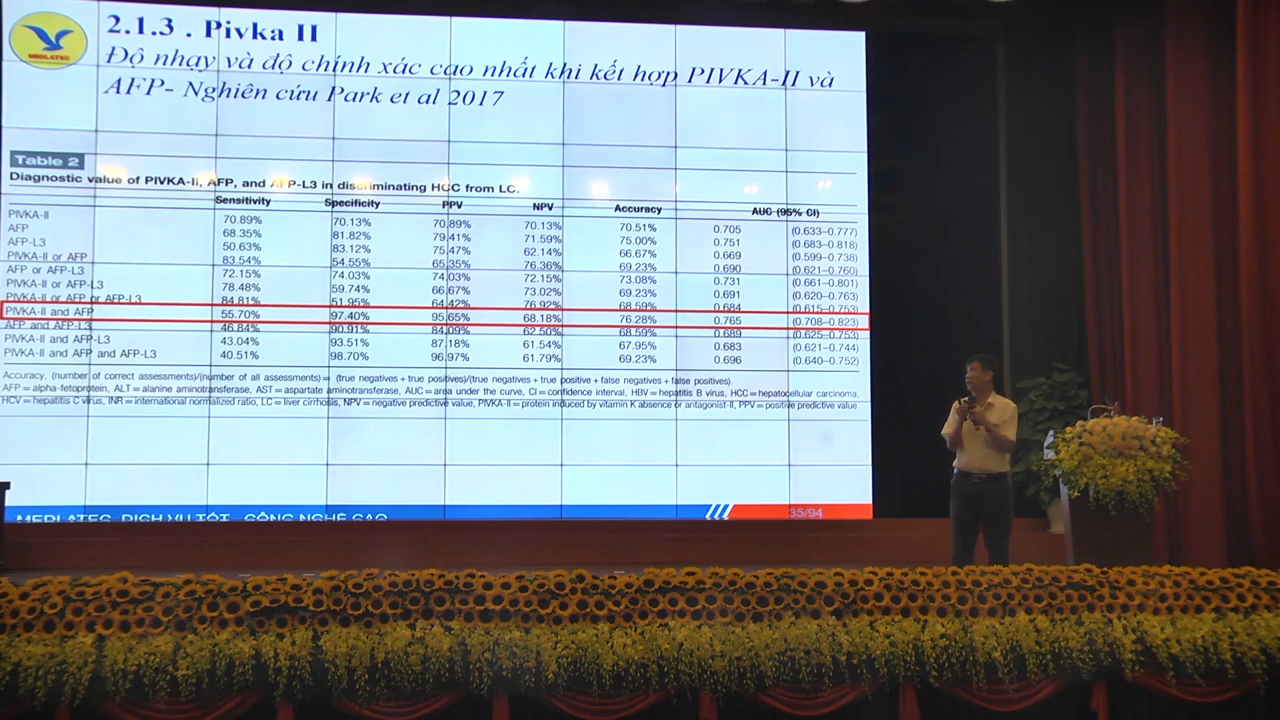 MEDLATEC
2.1.3 . Pivka II
Độ nhạy và độ chính xác cao nhất khi kết hợp PIVKA-II và
AFP- Nghiên cứu Park et al 2017
Table 2
Diagnostic value of PIVKA-II, AFP, and AFP-L3 in discriminating HCC from LC.
Sensitivity Specificity PPV NPV Accuracy AUC (95% CI)
PIVKA-II 70.89% 70.13% 70.89% 70.13% 70.51% 0.705 (0.633–0.777)
AFP 68.35% 81.82% 79.41% 71.59% 75.00% 0.751 (0.683–0.818)
AFP-L3 50.63% 83.12% 75.47% 62.14% 66.67% 0.669 (0.599–0.738)
PIVKA-II or AFP 83.54% 54.55% 65.35% 76.36% 69.23% 0.690 (0.621–0.760)
AFP or AFP-L3 72.15% 74.03% 74.03% 72.15% 73.08% 0.731 (0.661–0.801)
PIVKA-II or AFP-L3 78.48% 59.74% 66.67% 73.02% 69.23% 0.691 (0.620–0.763)
PIVKA-II or AFP or AFP-L3 84.81% 51.95% 64.42% 76.92% 68.59% 0.684 (0.615–0.753)
PIVKA-II and AFP 55.70% 97.40% 95.65% 68.18% 76.28% 0.765 (0.708–0.823)
AFP and AFP-L3 46.84% 90.91% 84.09% 62.50% 68.59% 0.689 (0.625–0.753)
PIVKA-II and AFP-L3 43.04% 93.51% 87.18% 61.54% 67.95% 0.683 (0.621–0.744)
PIVKA-II and AFP and AFP-L3 40.51% 98.70% 96.97% 61.79% 69.23% 0.696 (0.640–0.752)
Accuracy, (number of correct assessments)/(number of all assessments) = (true negatives + true positives)/(true negatives + true positive + false negatives + false positives).
AFP = alpha-fetoprotein, ALT = alanine aminotransferase, AST = aspartate aminotransferase, AUC = area under the curve, CI = confidence interval, HBV = hepatitis B virus, HCC = hepatocellular carcinoma,
HCV = hepatitis C virus, INR = international normalized ratio, LC = liver cirrhosis, NPV = negative predictive value, PIVKA-II = protein induced by vitamin K absence or antagonist-II, PPV = positive predictive value.
MEDLATEC DỊCH VỤ TỐT, CÔNG NGHỆ CAO
35/94